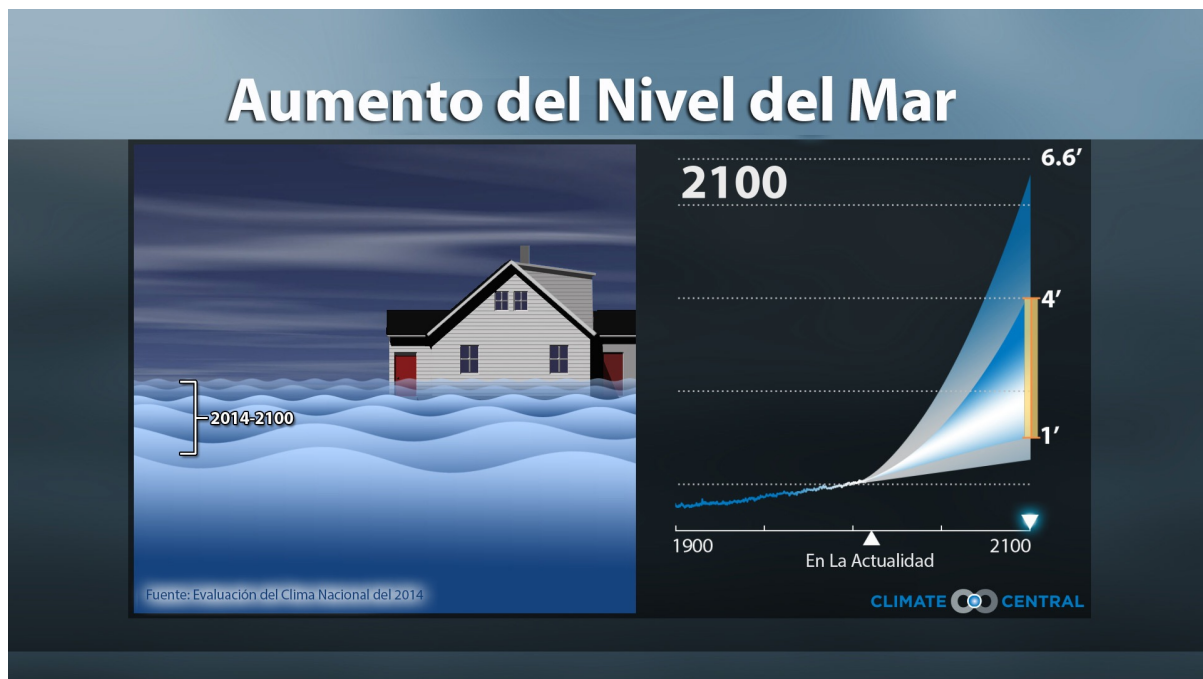 Aumento del Nivel del Mar
2014-2100
Fuente: Evaluación del Clima Nacional del 2014
2100
6.6’
4’
1’
1900
2100
En La Actualidad
CLIMATE CENTRAL